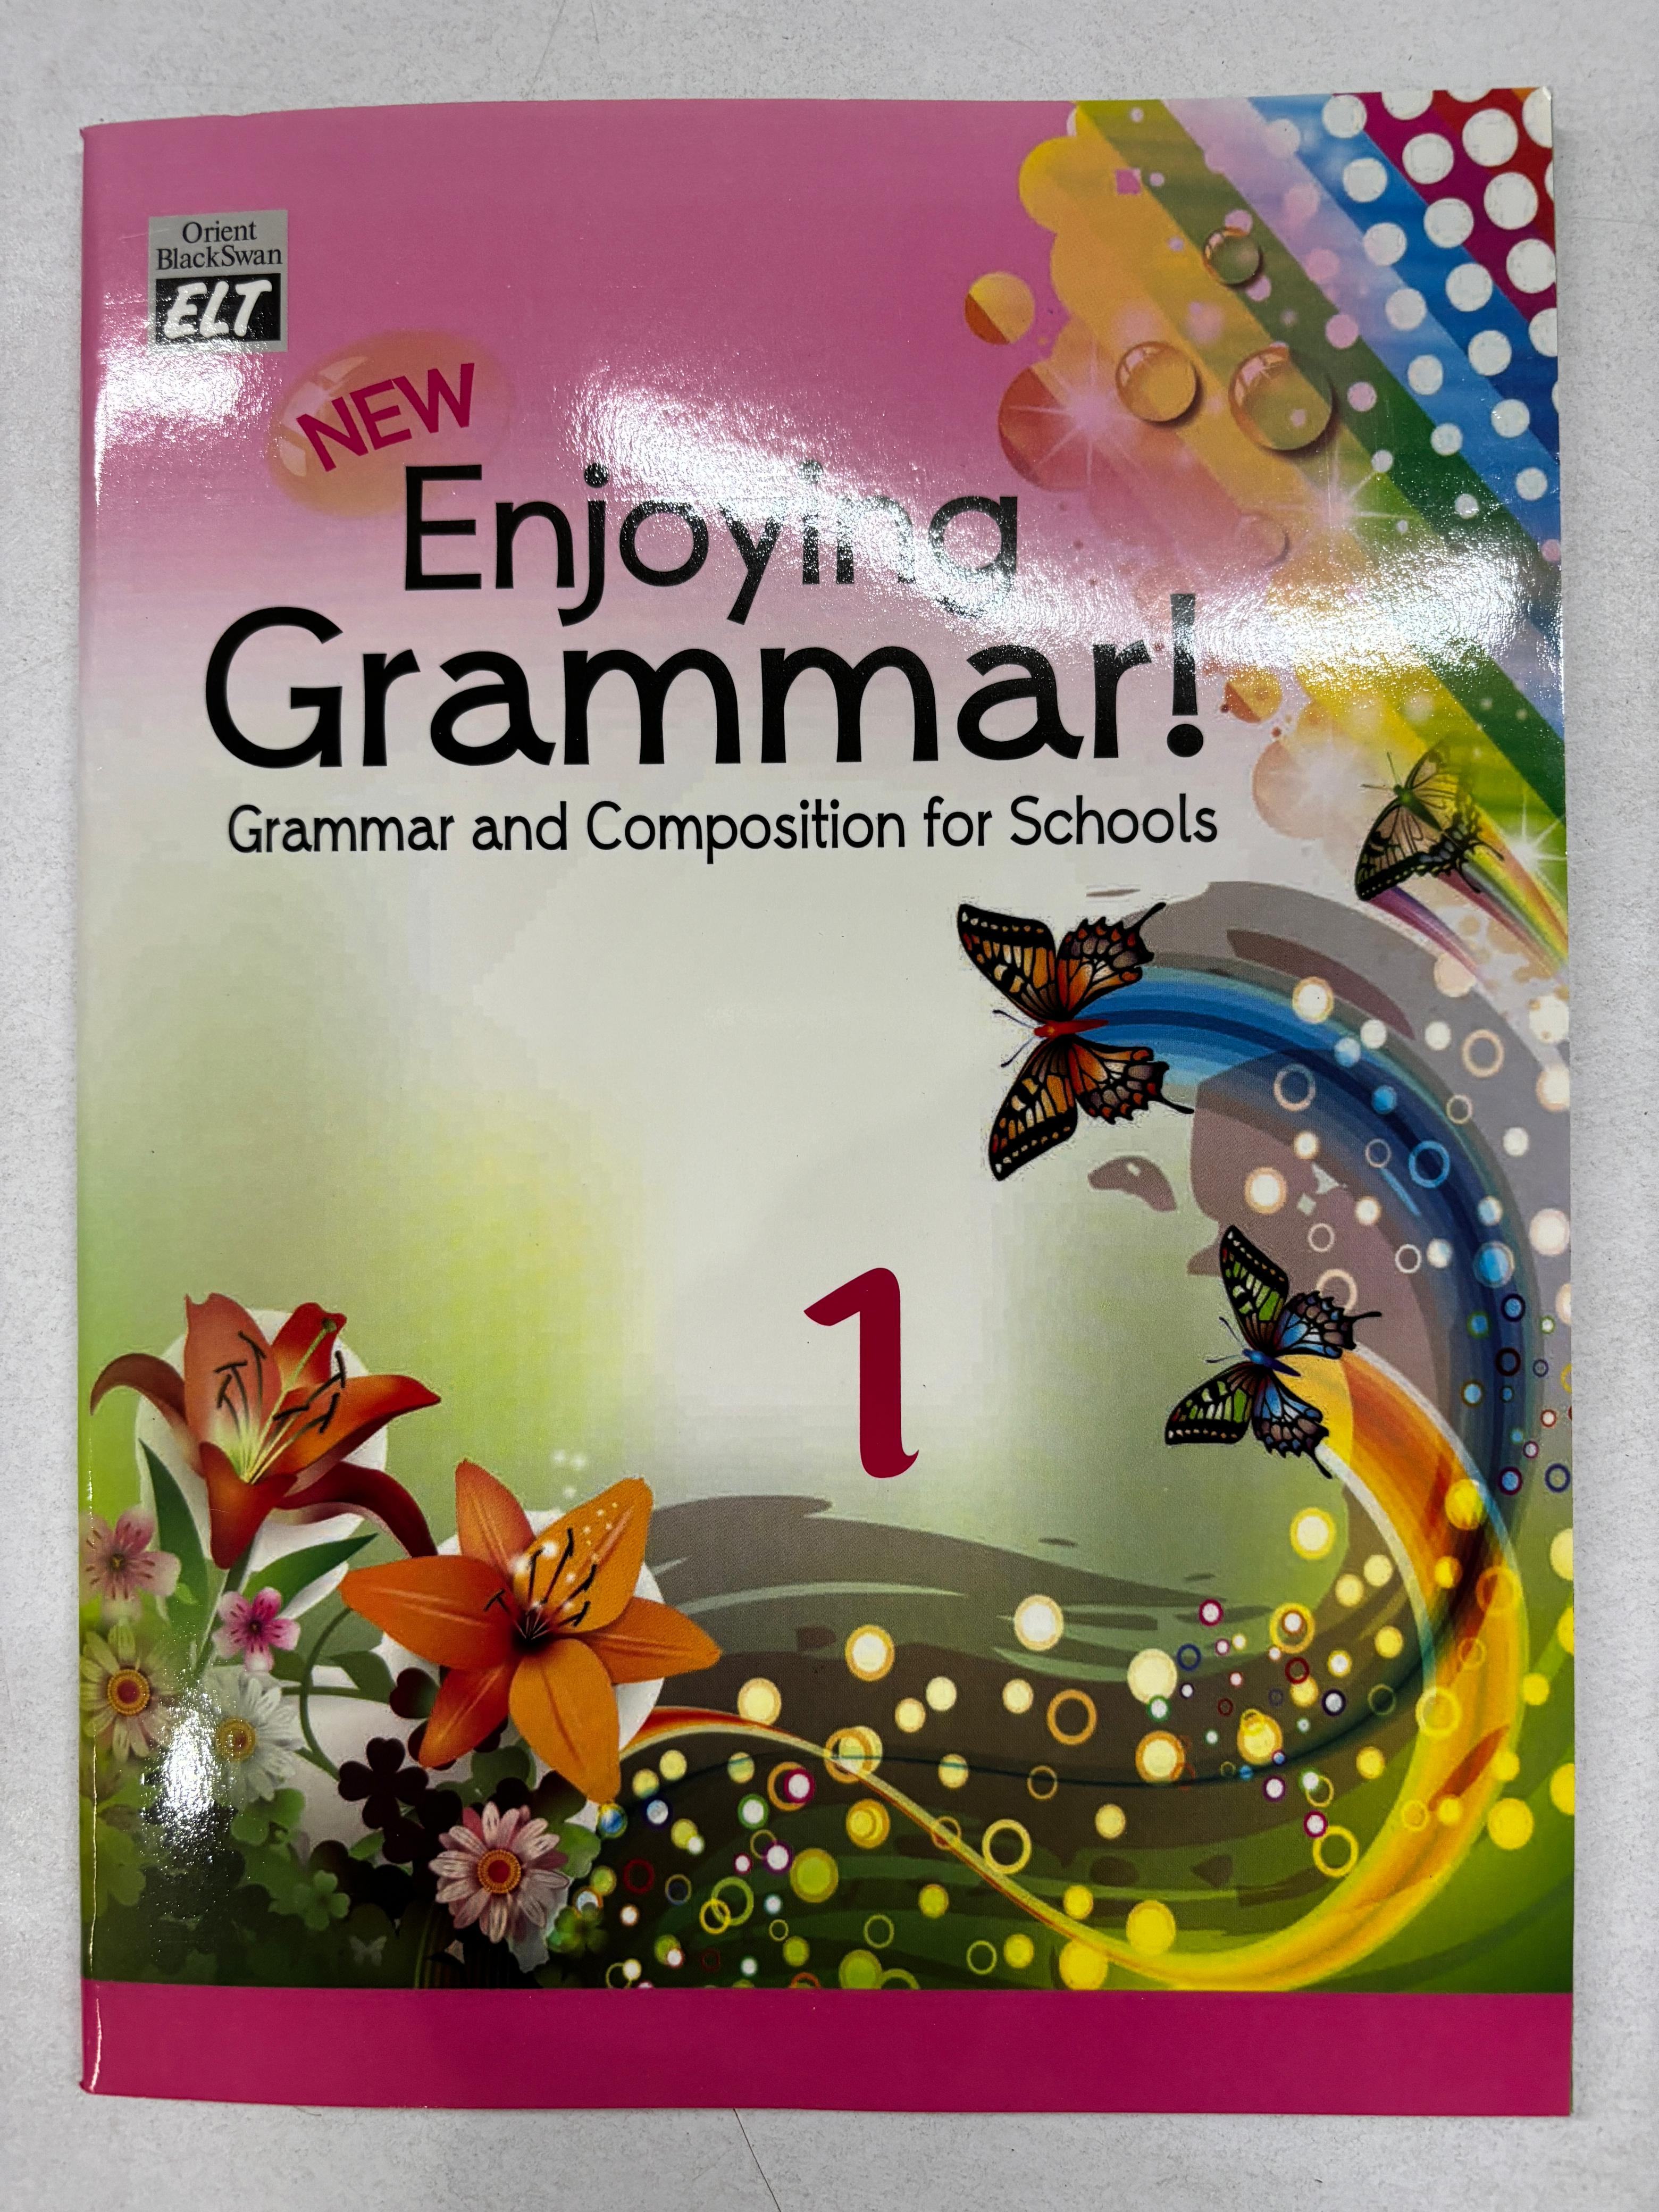 Orient
BlackSwan
ELT
NEW
Enjoying
Grammar!
Grammar and Composition for Schools
1